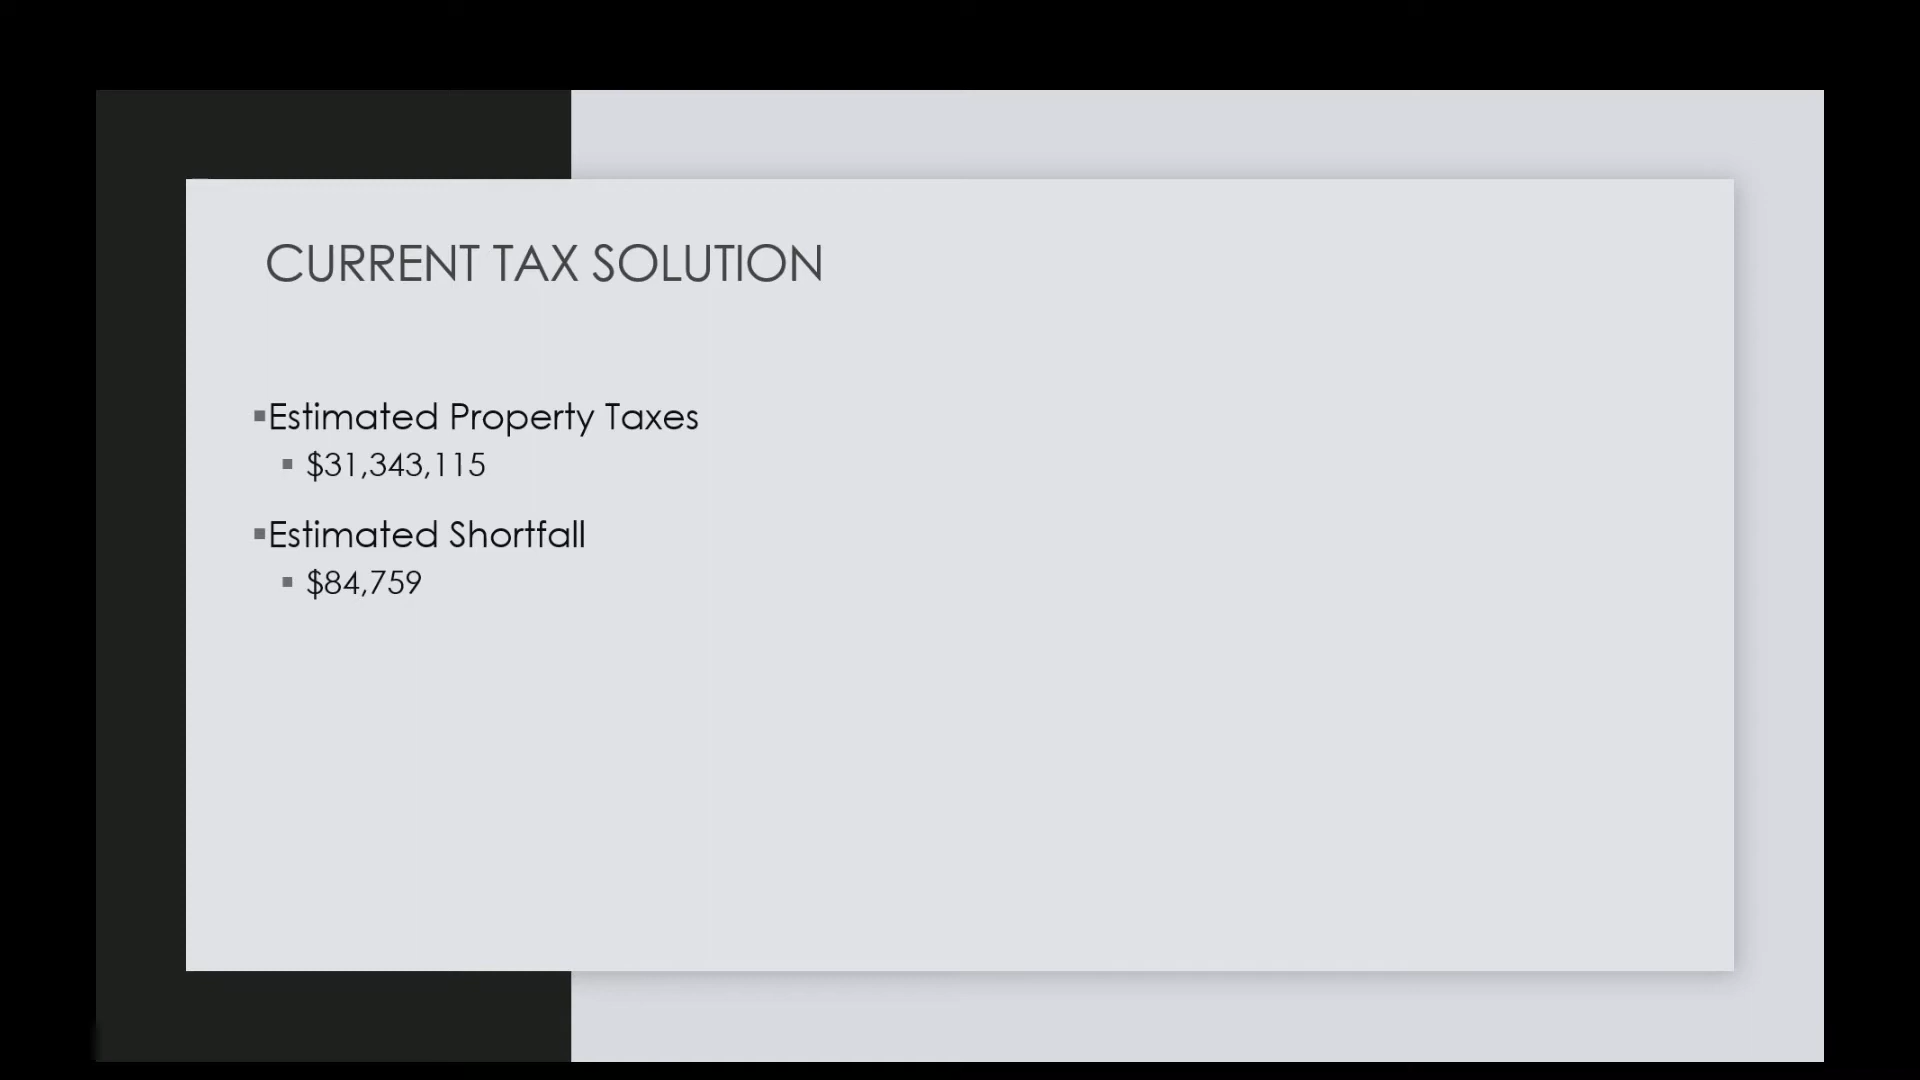 CURRENT TAX SOLUTION
▪Estimated Property Taxes
▪ $31,343,115
▪Estimated Shortfall
▪ $84,759